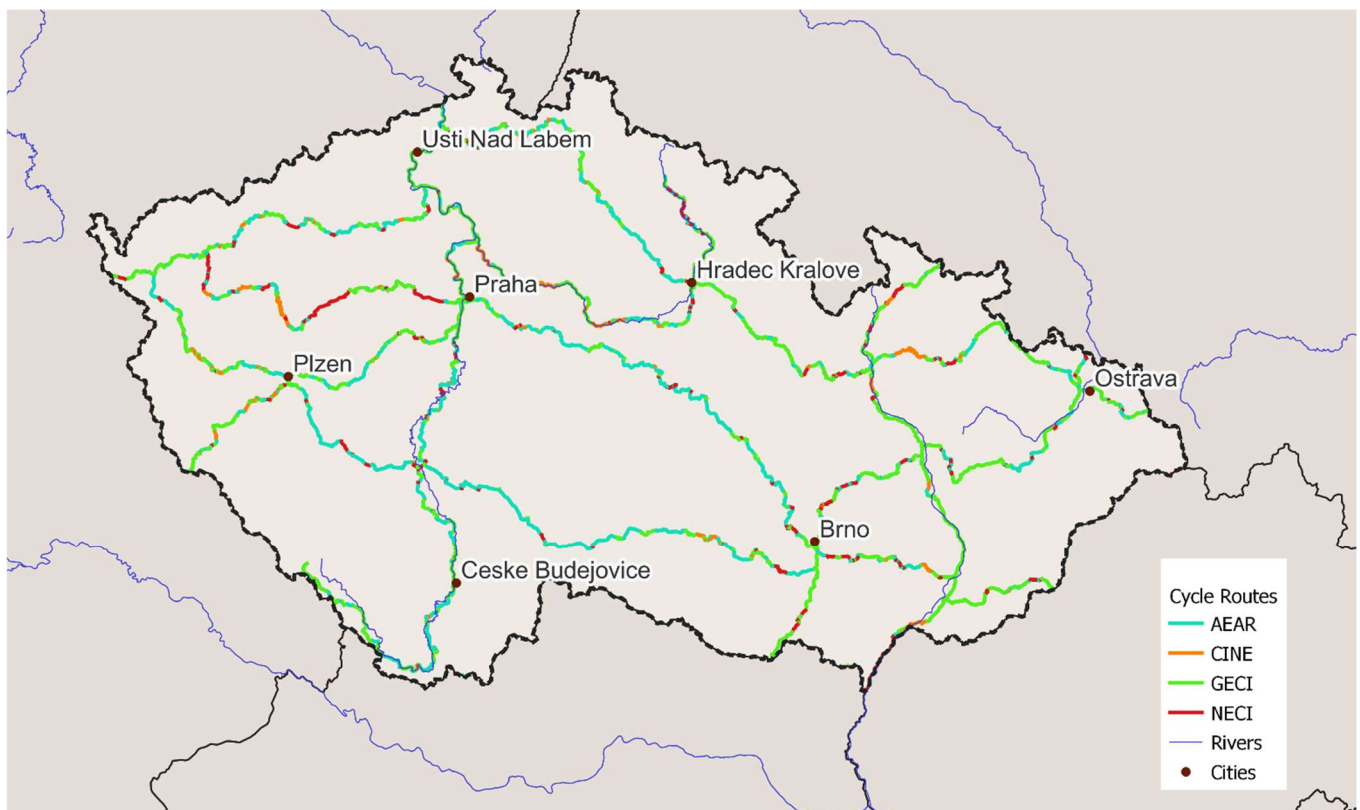 Usti Nad Labem
Hradec Kralove
Praha
Plzen
Ostrava
Brno
Ceske Budejovice
Cycle Routes
AEAR
CINE
GECI
NECI
Rivers
Cities